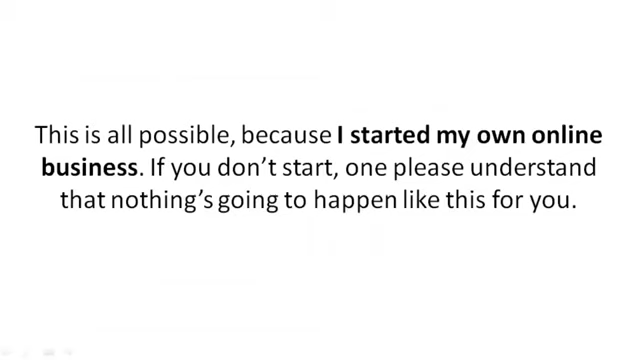 This is all possible, because I started my own online
business. If you don’t start, one please understand
that nothing’s going to happen like this for you.